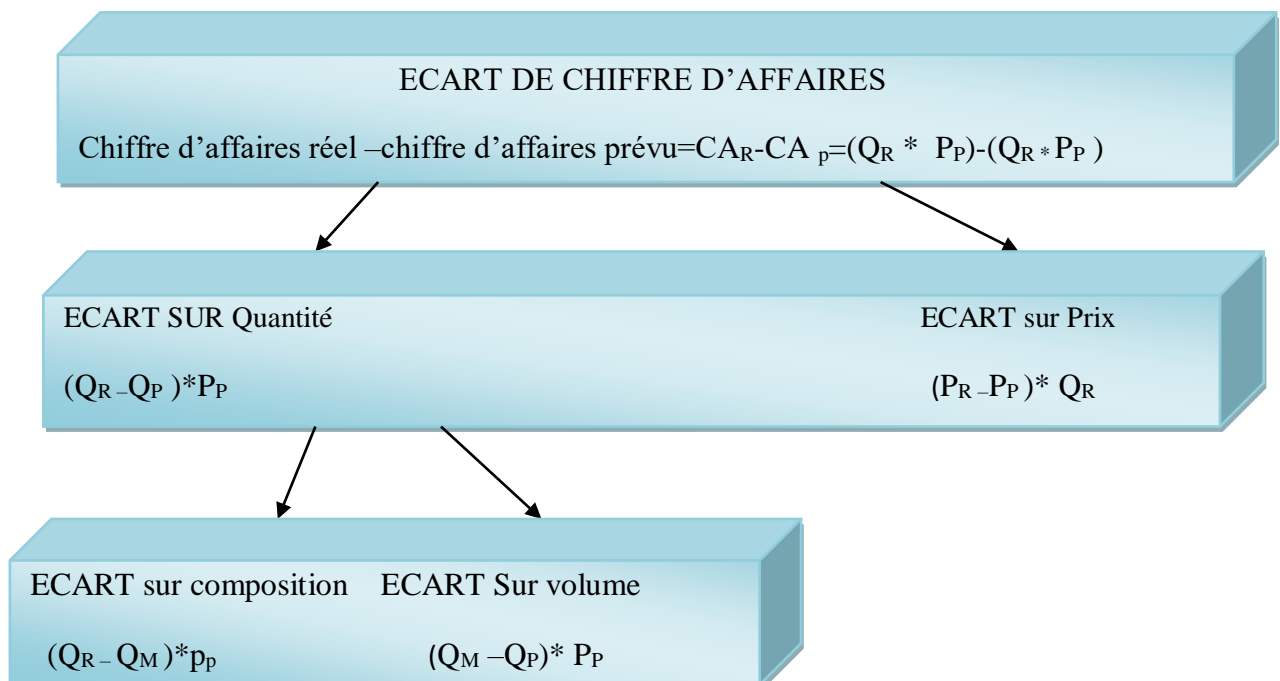 ECART DE CHIFFRE D’AFFAIRES
Chiffre d’affaires réel –chiffre d’affaires prévu=CAR-CA p=(QR * PP)-(QR * PP )
ECART SUR Quantité ECART sur Prix
(QR –QP )*PP (PR –PP )* QR
ECART sur composition ECART Sur volume
(QR – QM )*pp (QM –QP)* PP